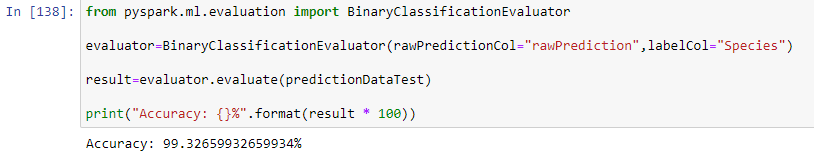 In [138]: from pyspark.ml.evaluation import BinaryClassificationEvaluator
evaluator=BinaryClassificationEvaluator(rawPredictionCol="rawPrediction",labelCol="Species")
result=evaluator.evaluate(predictionDataTest)
print("Accuracy: {}%".format(result * 100))
Accuracy: 99.32659932659934%